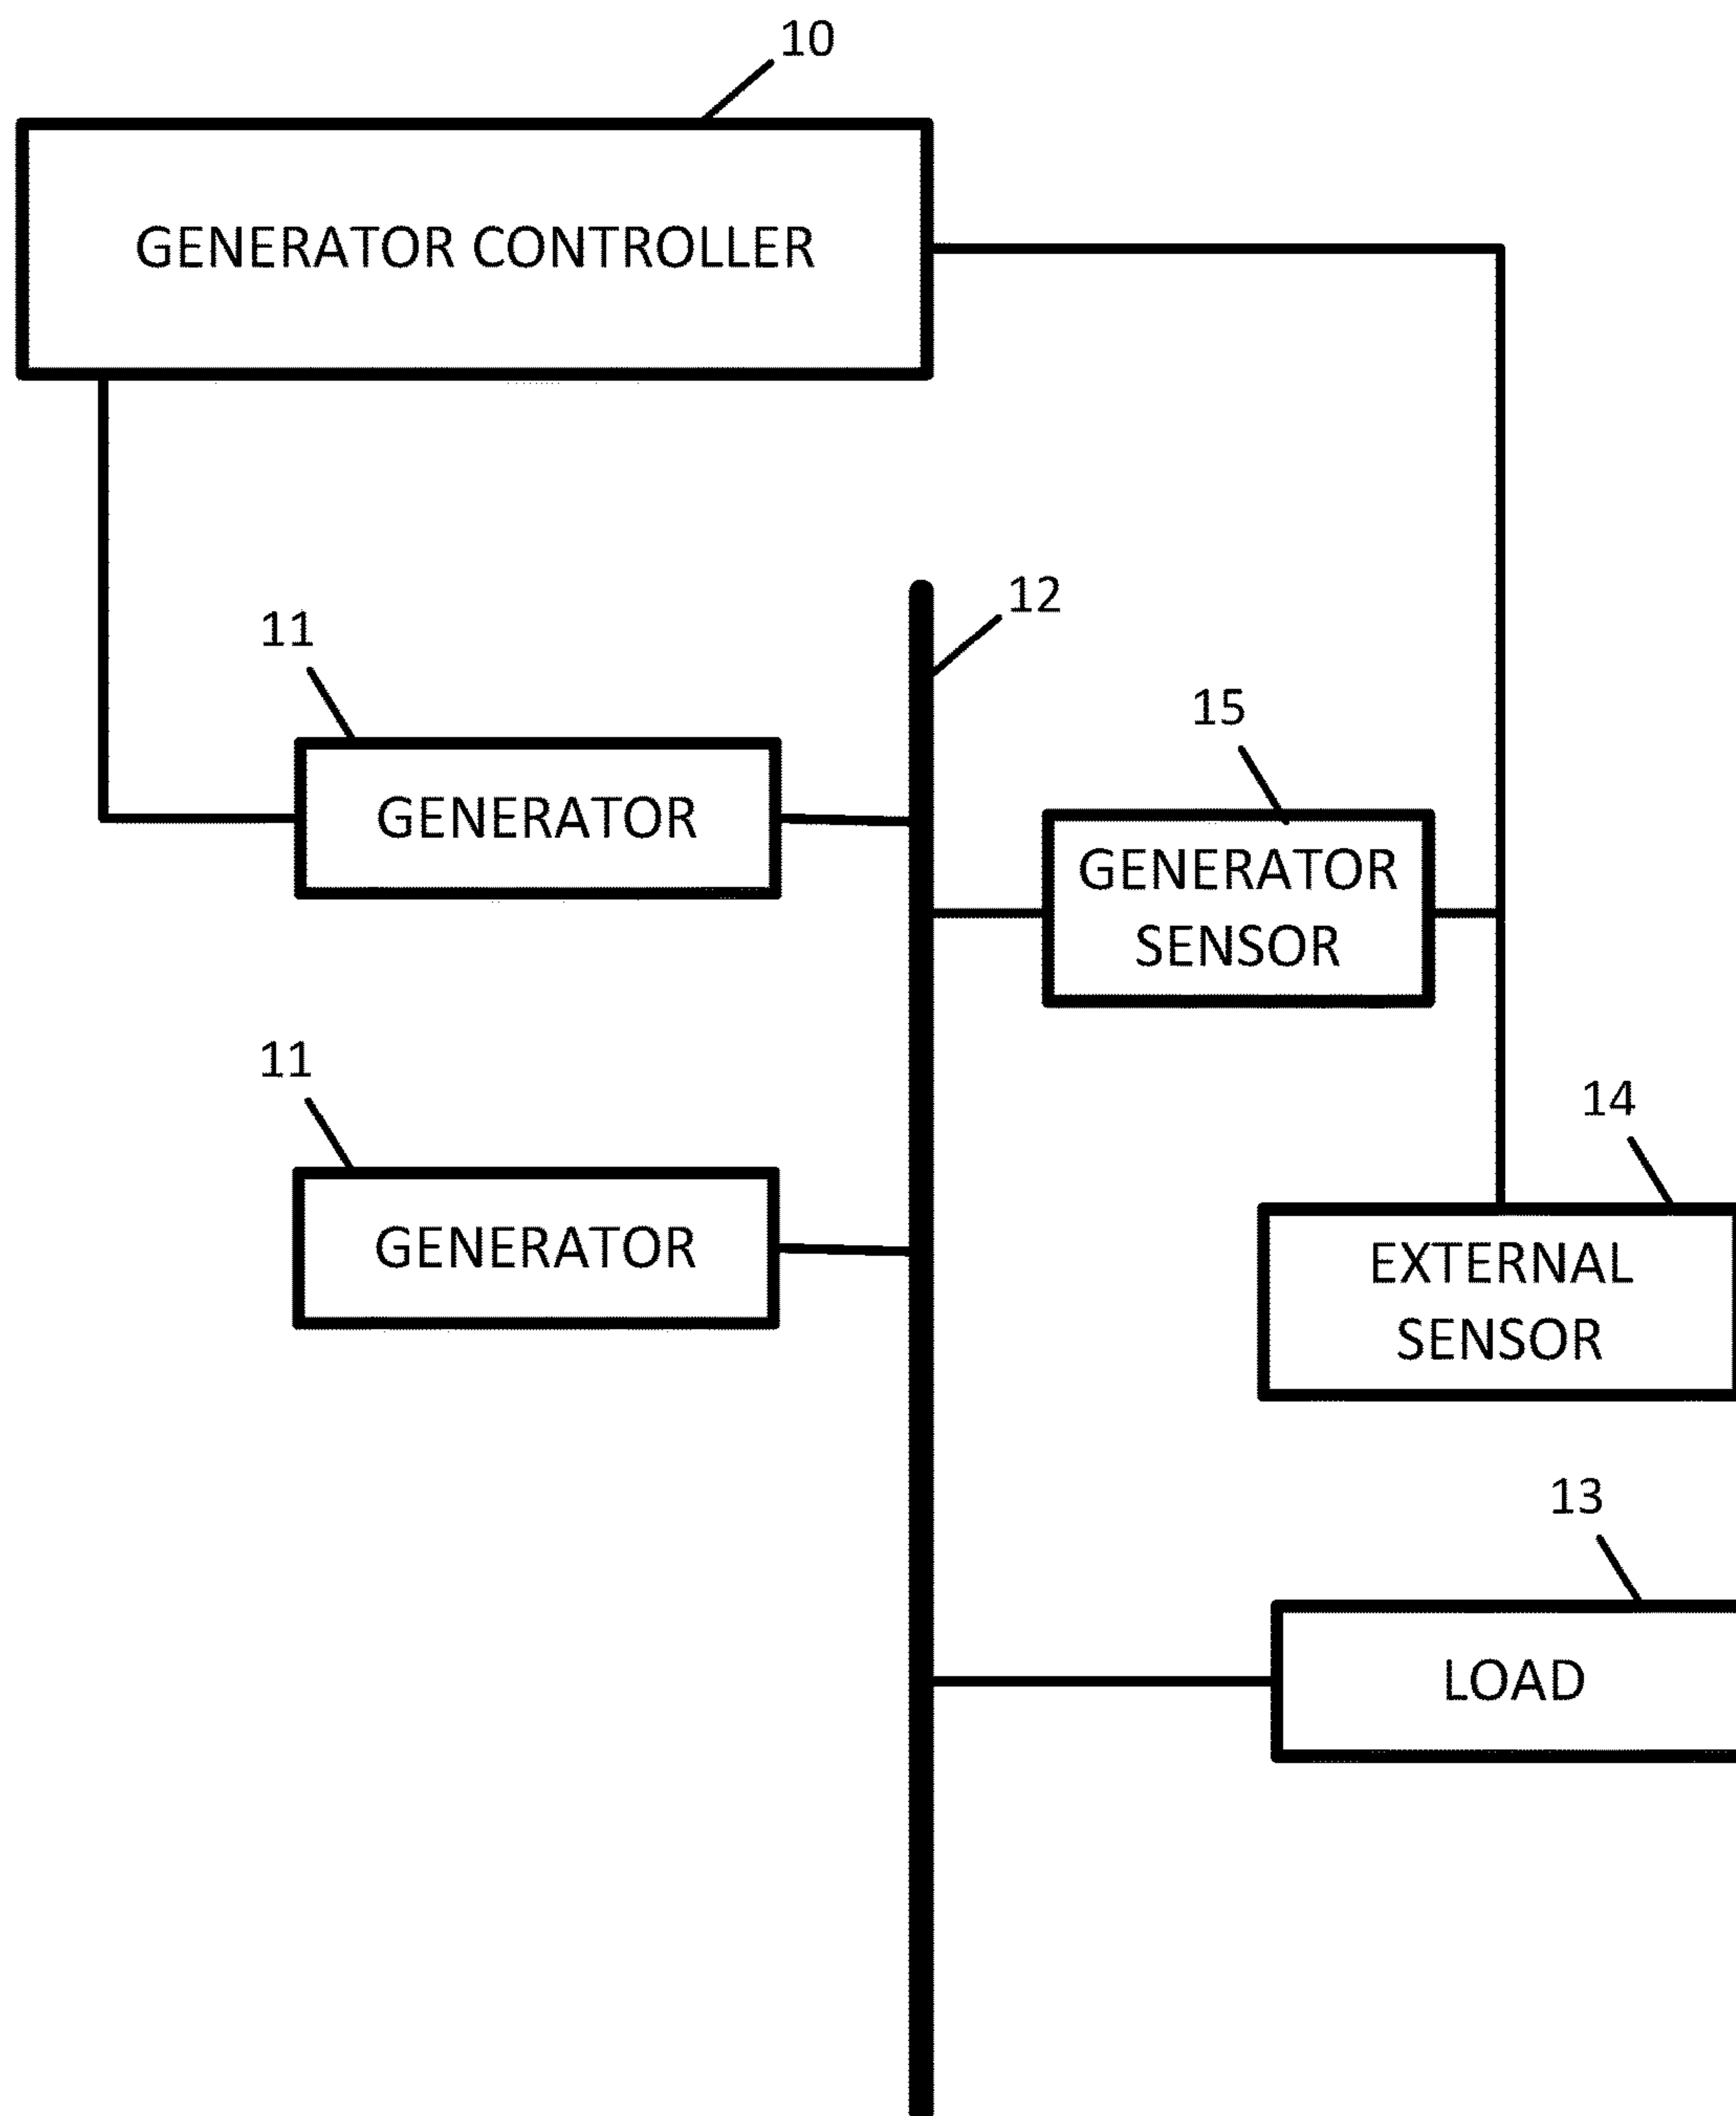 10
GENERATOR CONTROLLER
12
11
15
GENERATOR
GENERATOR
SENSOR
11
14
GENERATOR
EXTERNAL
SENSOR
13
LOAD